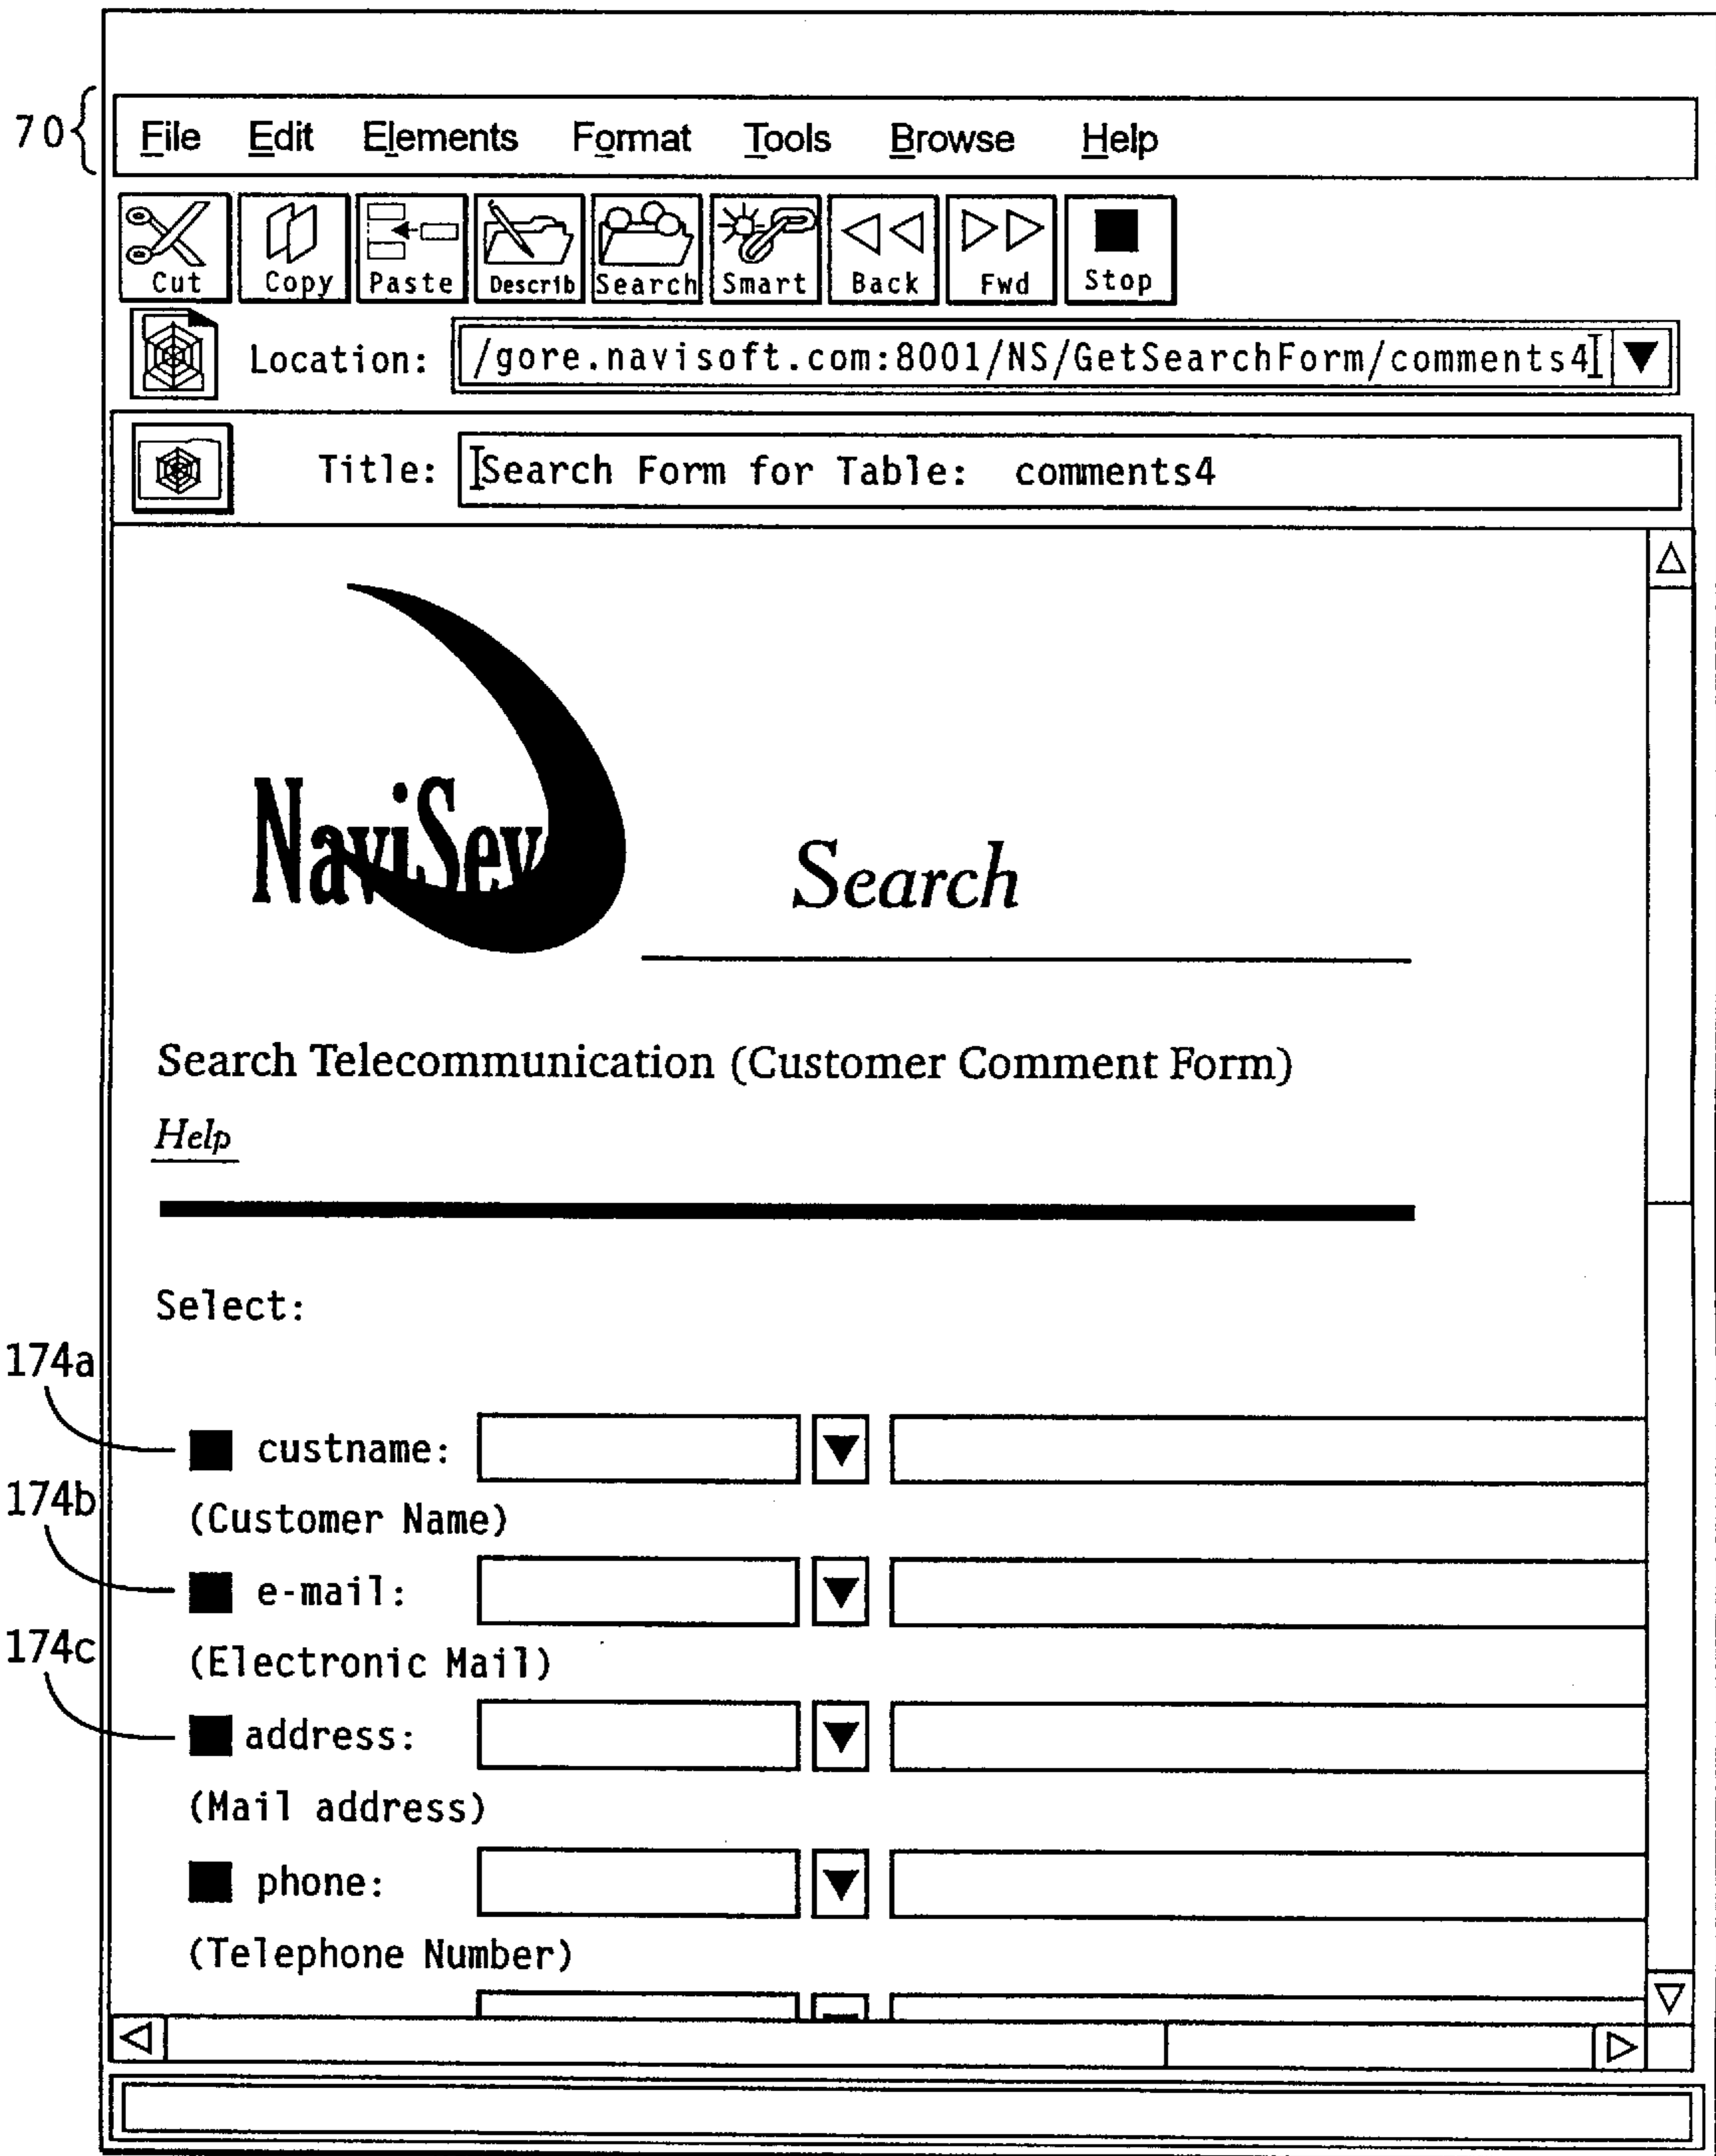 70
File Edit Elements Format Tools Browse Help
Cut Copy Paste Describ Search Smart Back Fwd Stop
Location: /gore.navisoft.com:8001/NS/GetSearchForm/comments4
Title: Search Form for Table: comments4
NaviSev
Search
Search Telecommunication (Customer Comment Form)
Help
Select:
174a
custname:
174b
(Customer Name)
e-mail:
174c
(Electronic Mail)
address:
(Mail address)
phone:
(Telephone Number)